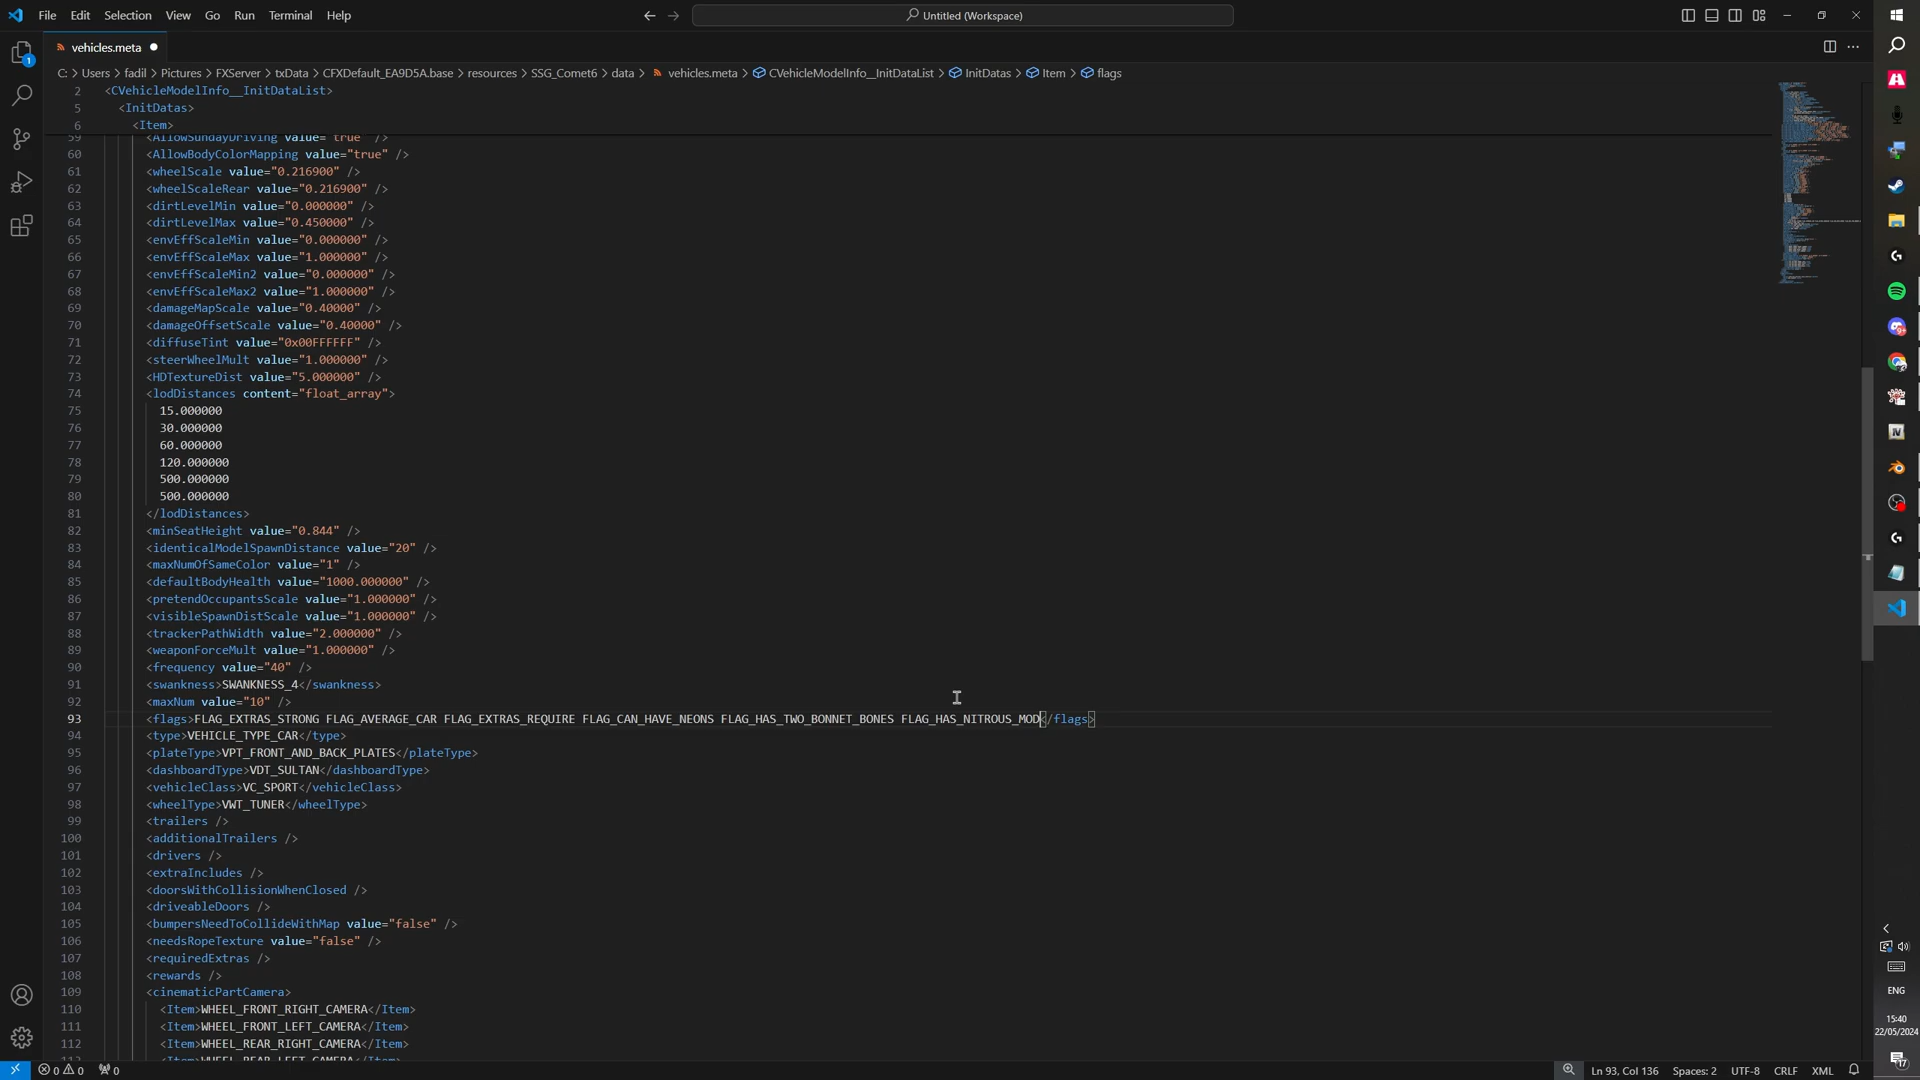 File Edit Selection View Go Run Terminal Help
Untitled (Workspace)
vehicles.meta
C: > Users > fadil > Pictures > FXServer > txData > CFXDefault_EA9D5A.base > resources > SSG_Comet6 > data > vehicles.meta > CVehicleModelInfo__InitDataList > InitDatas > Item > flags
2 <CVehicleModelInfo__InitDataList>
5 <InitDatas>
6 <Item>
59 <AllowSundayDriving value="true" />
60 <AllowBodyColorMapping value="true" />
61 <wheelScale value="0.216900" />
62 <wheelScaleRear value="0.216900" />
63 <dirtLevelMin value="0.000000" />
64 <dirtLevelMax value="0.450000" />
65 <envEffScaleMin value="0.000000" />
66 <envEffScaleMax value="1.000000" />
67 <envEffScaleMin2 value="0.000000" />
68 <envEffScaleMax2 value="1.000000" />
69 <damageMapScale value="0.40000" />
70 <damageOffsetScale value="0.40000" />
71 <diffuseTint value="0x00FFFFFF" />
72 <steerWheelMult value="1.000000" />
73 <HDTextureDist value="5.000000" />
74 <lodDistances content="float_array">
75 15.000000
76 30.000000
77 60.000000
78 120.000000
79 500.000000
80 500.000000
81 </lodDistances>
82 <minSeatHeight value="0.844" />
83 <identicalModelSpawnDistance value="20" />
84 <maxNumOfSameColor value="1" />
85 <defaultBodyHealth value="1000.000000" />
86 <pretendOccupantsScale value="1.000000" />
87 <visibleSpawnDistScale value="1.000000" />
88 <trackerPathWidth value="2.000000" />
89 <weaponForceMult value="1.000000" />
90 <frequency value="40" />
91 <swankness>SWANKNESS_4</swankness>
92 <maxNum value="10" />
93 <flags>FLAG_EXTRAS_STRONG FLAG_AVERAGE_CAR FLAG_EXTRAS_REQUIRE FLAG_CAN_HAVE_NEONS FLAG_HAS_TWO_BONNET_BONES FLAG_HAS_NITROUS_MOD</flags>
94 <type>VEHICLE_TYPE_CAR</type>
95 <plateType>VPT_FRONT_AND_BACK_PLATES</plateType>
96 <dashboardType>VDT_SULTAN</dashboardType>
97 <vehicleClass>VC_SPORT</vehicleClass>
98 <wheelType>VWT_TUNER</wheelType>
99 <trailers />
100 <additionalTrailers />
101 <drivers />
102 <extraIncludes />
103 <doorsWithCollisionWhenClosed />
104 <driveableDoors />
105 <bumpersNeedToCollideWithMap value="false" />
106 <needsRopeTexture value="false" />
107 <requiredExtras />
108 <rewards />
109 <cinematicPartCamera>
110 <Item>WHEEL_FRONT_RIGHT_CAMERA</Item>
111 <Item>WHEEL_FRONT_LEFT_CAMERA</Item>
112 <Item>WHEEL_REAR_RIGHT_CAMERA</Item>
113 <Item>WHEEL_REAR_LEFT_CAMERA</Item>
0 0 0
Ln 93, Col 136 Spaces: 2 UTF-8 CRLF XML
ENG
15:40
22/05/2024
17